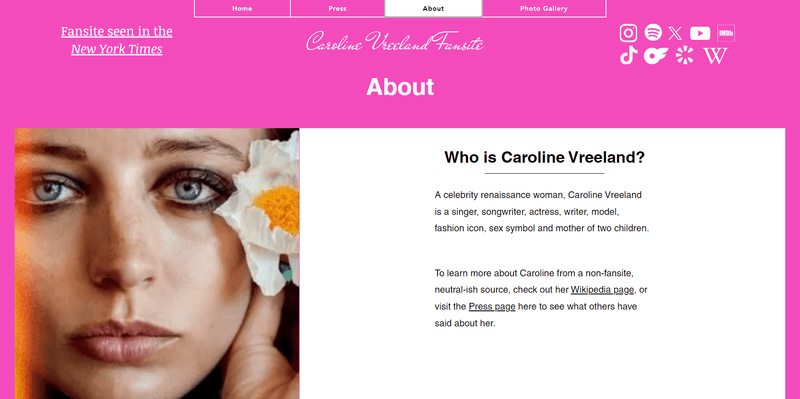 Home
Press
About
Photo Gallery
Fansite seen in the
New York Times
Caroline Vreeland Fansite
IMDb
W
About
Who is Caroline Vreeland?
A celebrity renaissance woman, Caroline Vreeland
is a singer, songwriter, actress, writer, model,
fashion icon, sex symbol and mother of two children.
To learn more about Caroline from a non-fansite,
neutral-ish source, check out her Wikipedia page, or
visit the Press page here to see what others have
said about her.